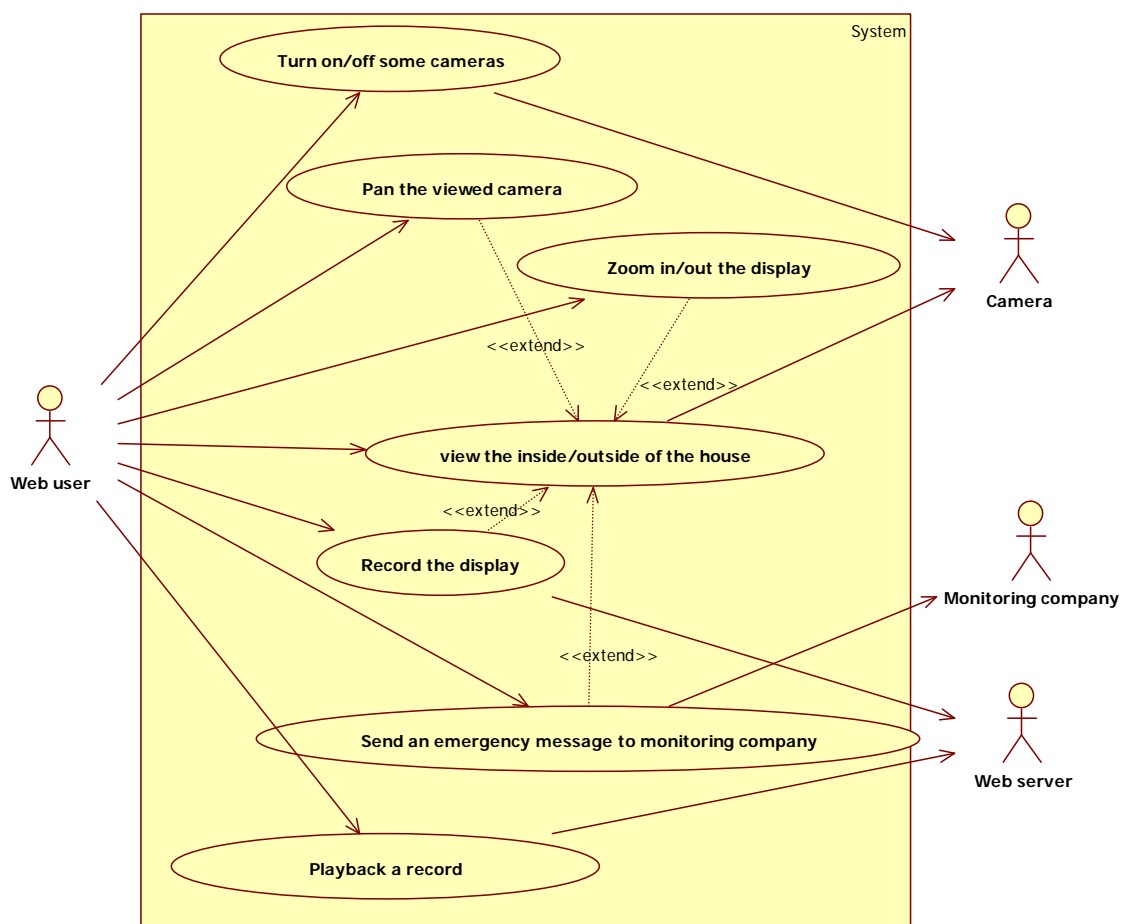 System
Turn on/off some cameras
Pan the viewed camera
Zoom in/out the display
Camera
<<extend>>
<<extend>>
Web user
view the inside/outside of the house
<<extend>>
Record the display
Monitoring company
<<extend>>
Send an emergency message to monitoring company
Web server
Playback a record